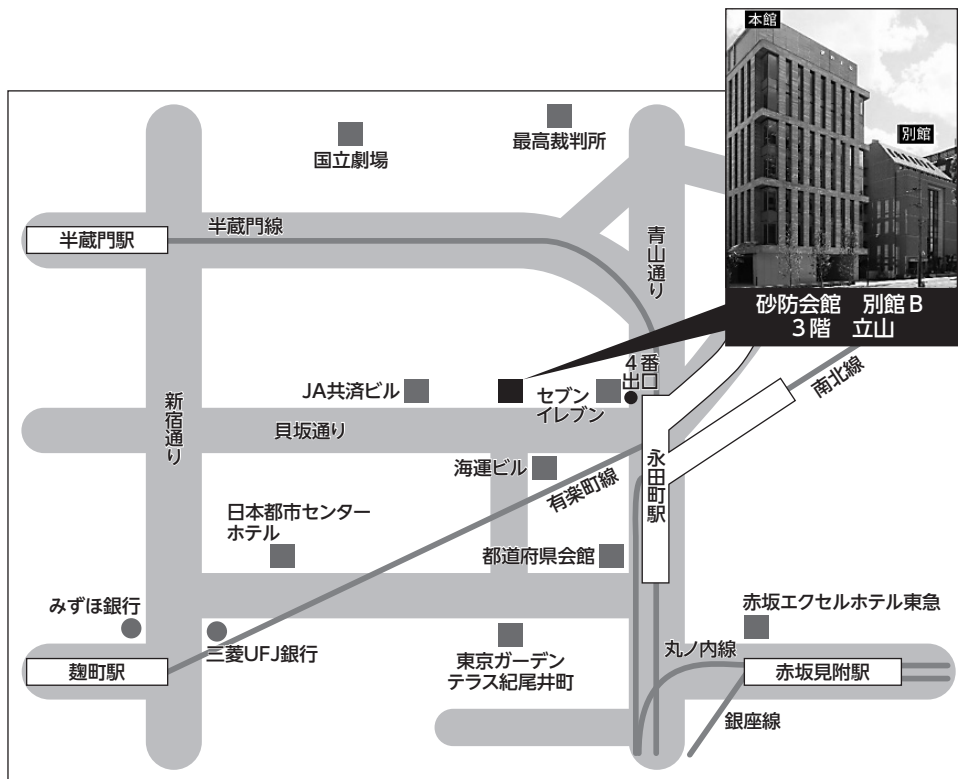 本館
別館
砂防会館 別館B
3階 立山
最高裁判所
国立劇場
半蔵門線
半蔵門駅
青山通り
4番出口
南北線
JA共済ビル
セブン
イレブン
新宿通り
貝坂通り
永田町駅
海運ビル
有楽町線
日本都市センター
ホテル
都道府県会館
みずほ銀行
赤坂エクセルホテル東急
三菱UFJ銀行
丸ノ内線
麹町駅
東京ガーデン
テラス紀尾井町
赤坂見附駅
銀座線